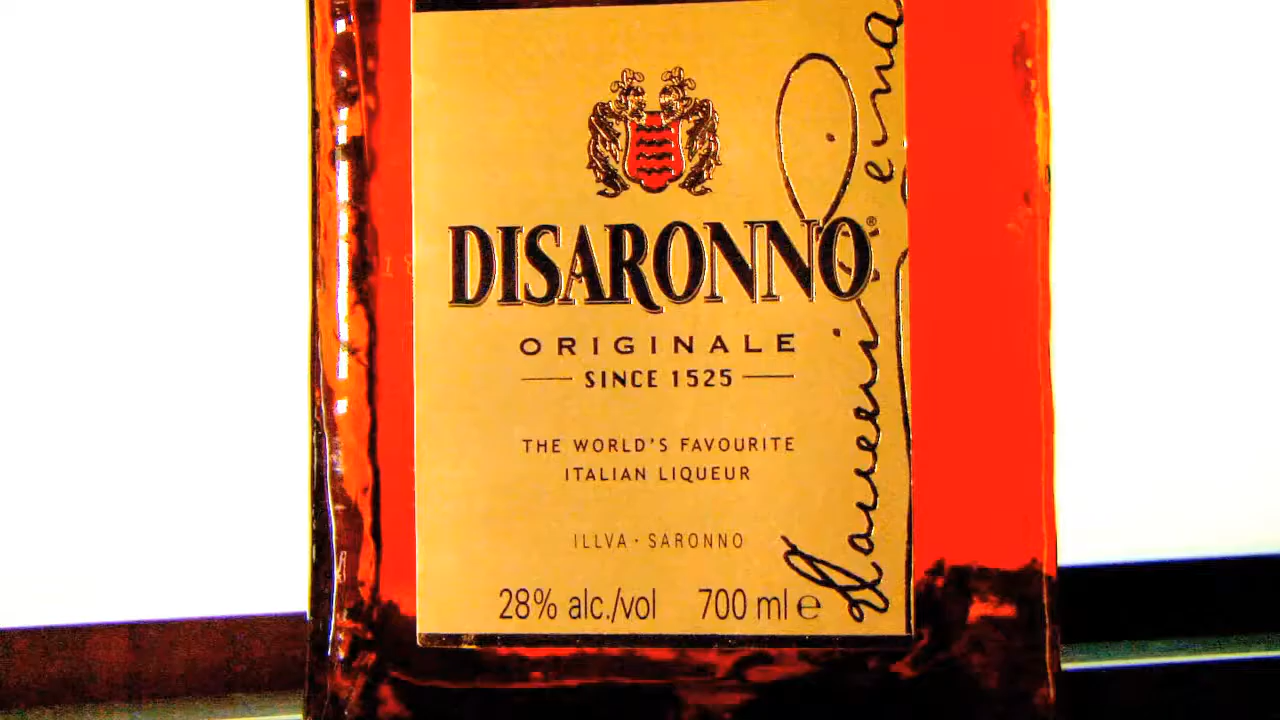 DISARONNO®
ORIGINALE
SINCE 1525
THE WORLD'S FAVOURITE
ITALIAN LIQUEUR
ILLVA · SARONNO
28% alc./vol 700 ml ℮